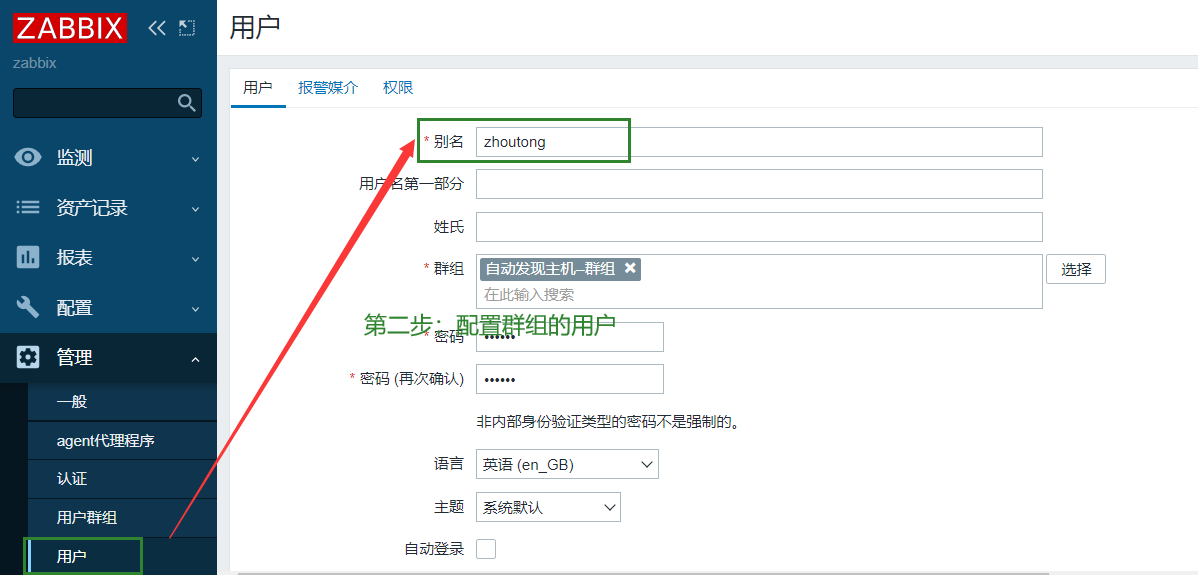 ZABBIX
zabbix
监测
资产记录
报表
配置
管理
一般
agent代理程序
认证
用户群组
用户
用户
用户 报警媒介 权限
* 别名 zhoutong
用户名第一部分
姓氏
* 群组 自动发现主机–群组 选择
在此输入搜索
第二步：配置群组的用户
* 密码 ••••••
* 密码 (再次确认) ••••••
非内部身份验证类型的密码不是强制的。
语言 英语 (en_GB)
主题 系统默认
自动登录